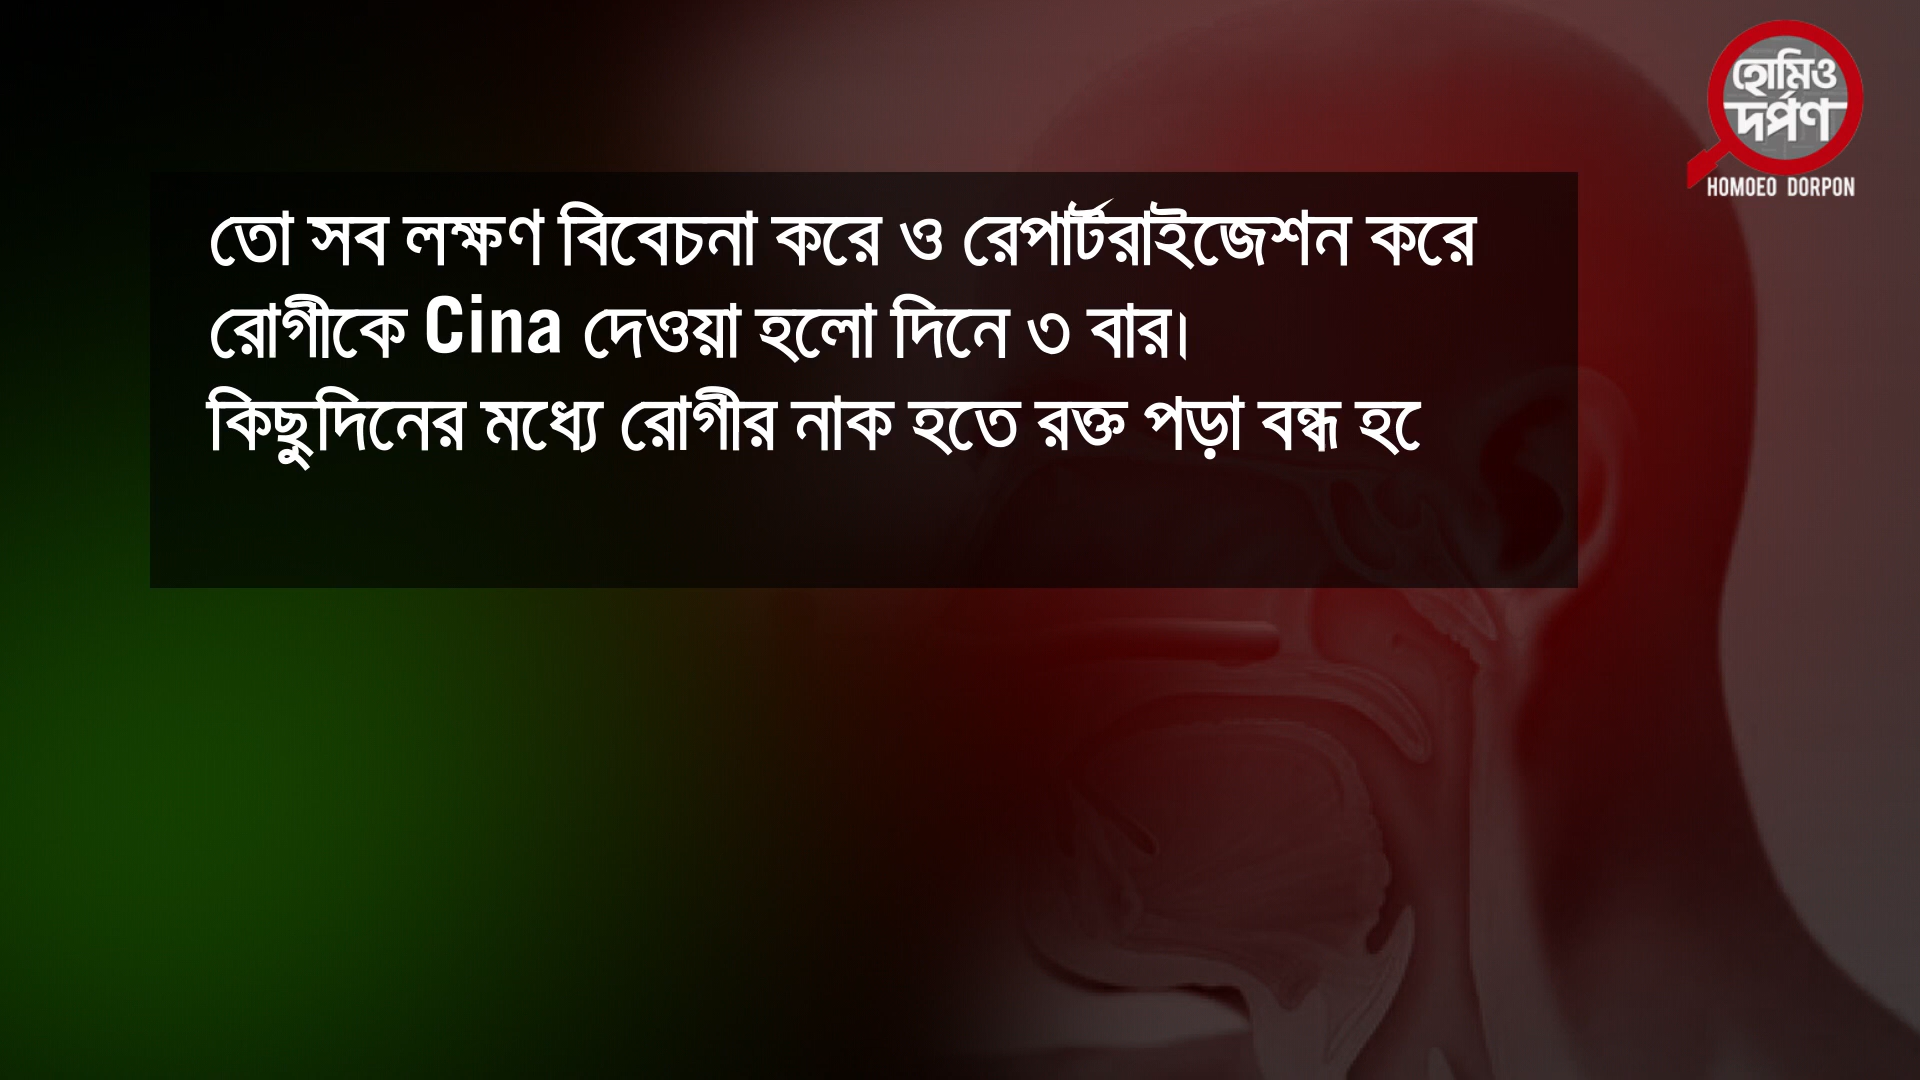 হোমিও
দর্পণ
HOMOEO DORPON
তো সব লক্ষণ বিবেচনা করে ও রেপার্টরাইজেশন করে
রোগীকে Cina দেওয়া হলো দিনে ৩ বার।
কিছুদিনের মধ্যে রোগীর নাক হতে রক্ত পড়া বন্ধ হে